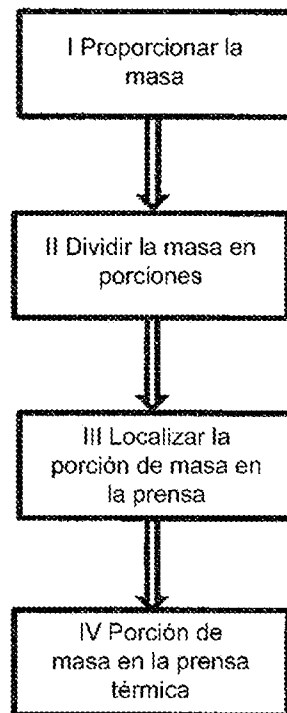 I Proporcionar la
masa
II Dividir la masa en
porciones
III Localizar la
porción de masa en
la prensa
IV Porción de
masa en la prensa
térmica